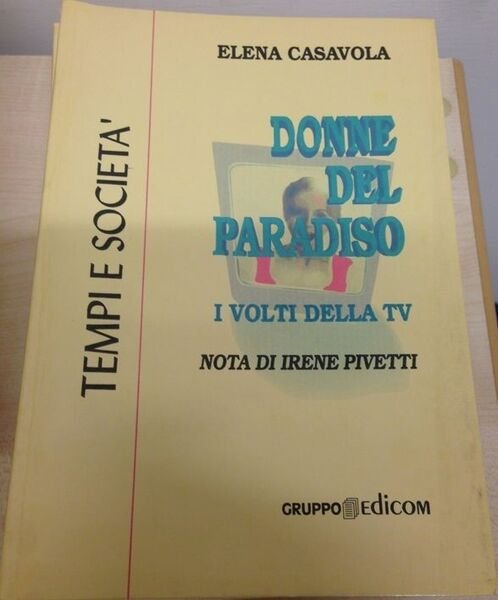 ELENA CASAVOLA
DONNE
DEL
PARADISO
I VOLTI DELLA TV
NOTA DI IRENE PIVETTI
TEMPI E SOCIETA'
GRUPPO EDICOM